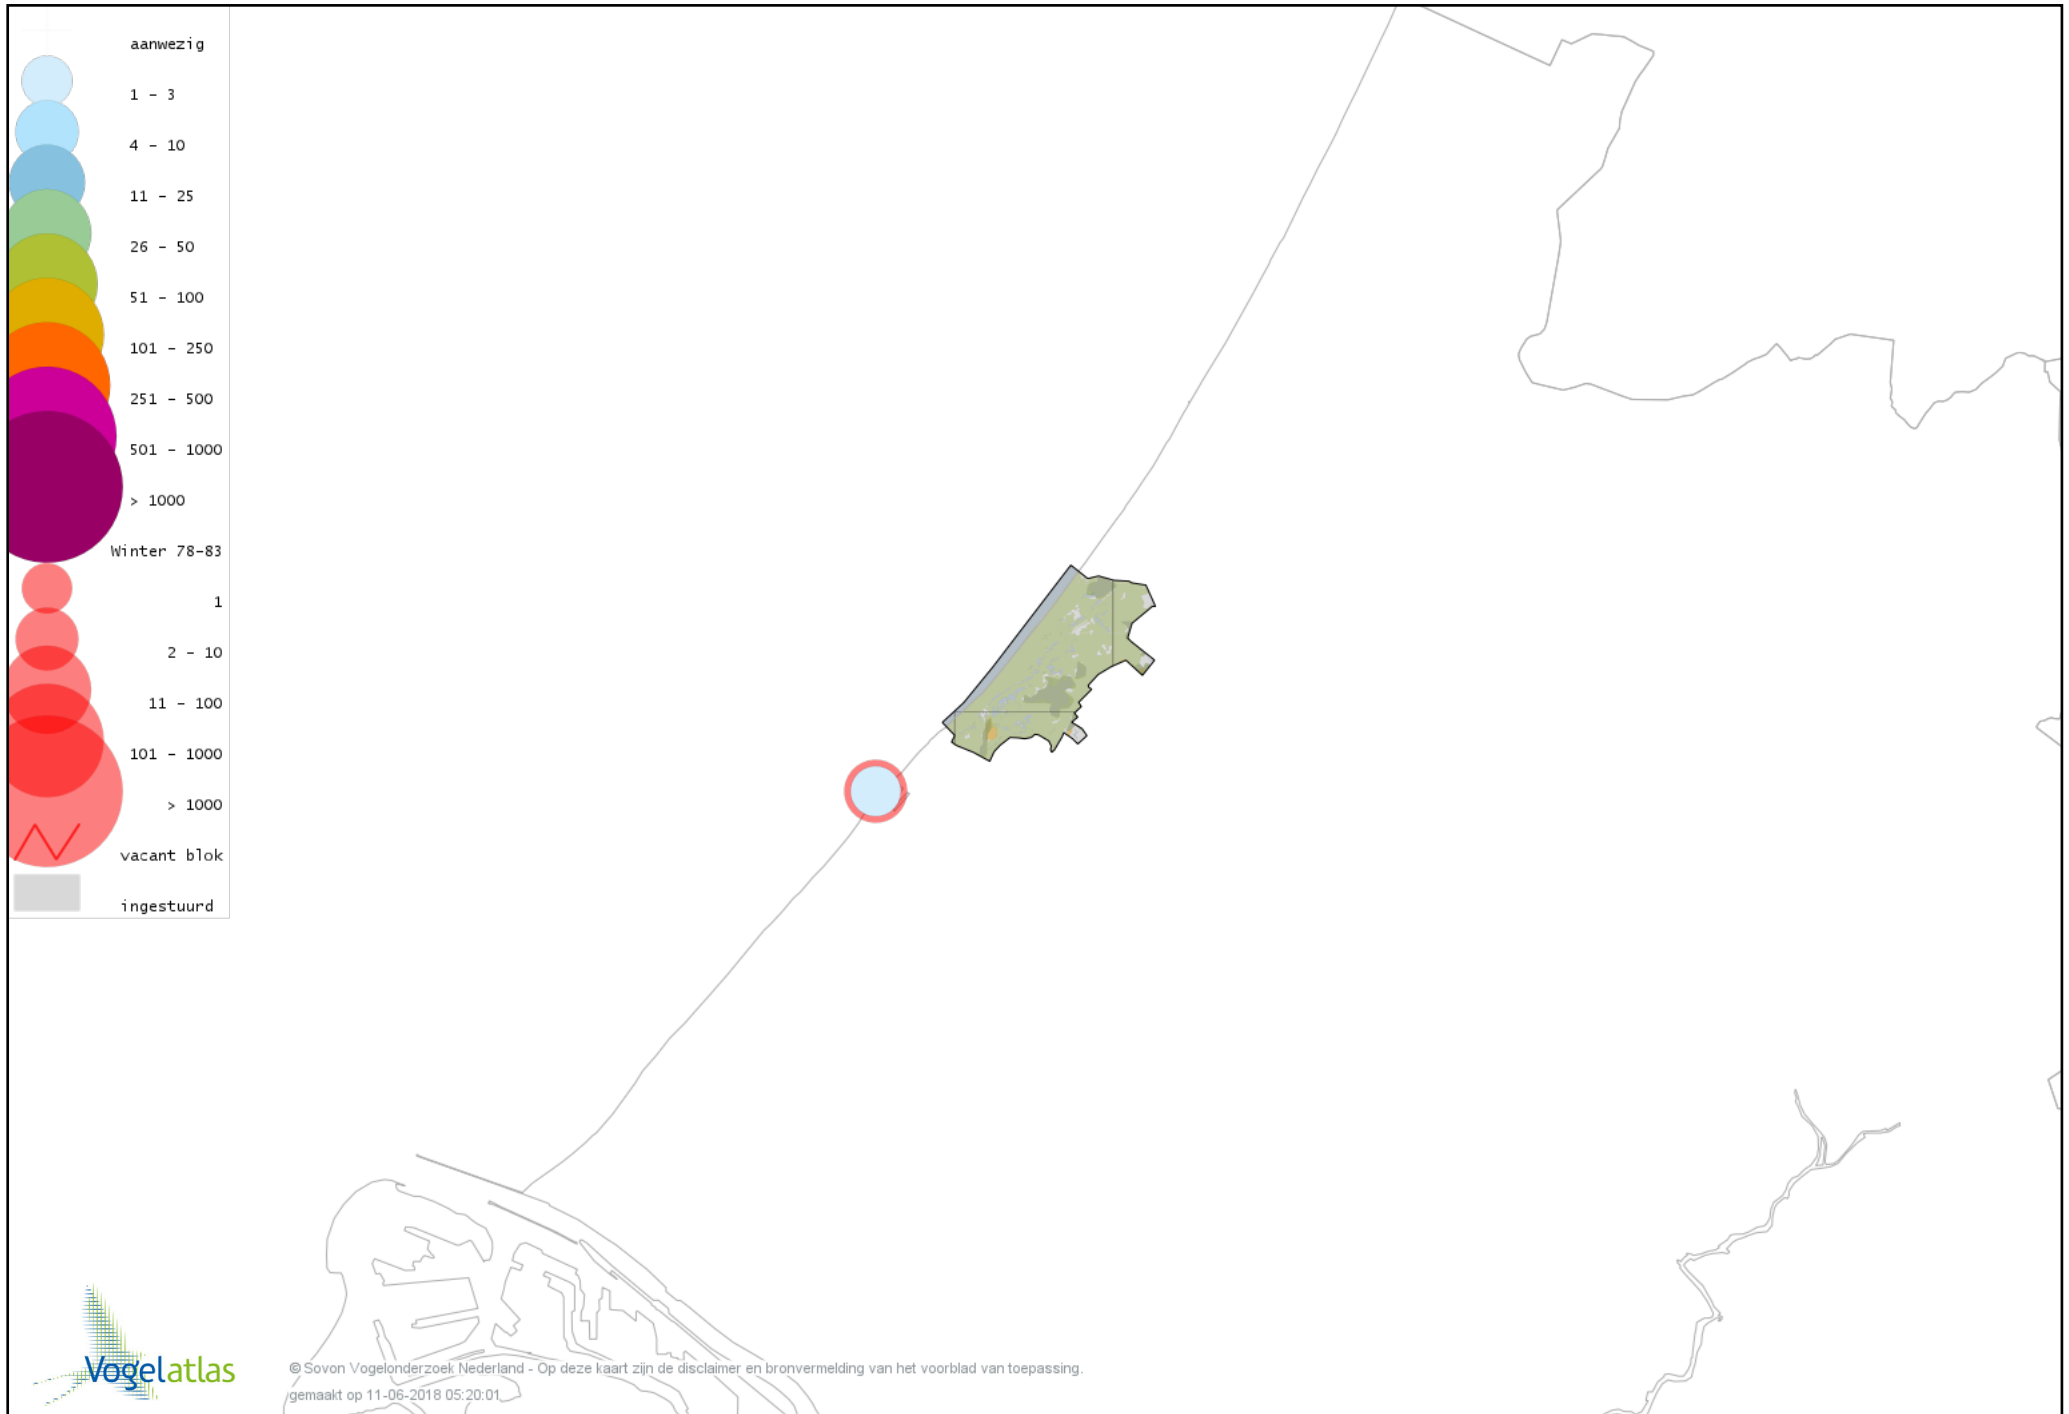 aanwezig
1 - 3
4 - 10
11 - 25
26 - 50
51 - 100
101 - 250
251 - 500
501 - 1000
> 1000
Winter 78-83
1
2 - 10
11 - 100
101 - 1000
> 1000
vacant blok
ingestuurd
Vogelatlas
© Sovon Vogelonderzoek Nederland - Op deze kaart zijn de disclaimer en bronvermelding van het voorblad van toepassing.
gemaakt op 11-06-2018 05:20:01